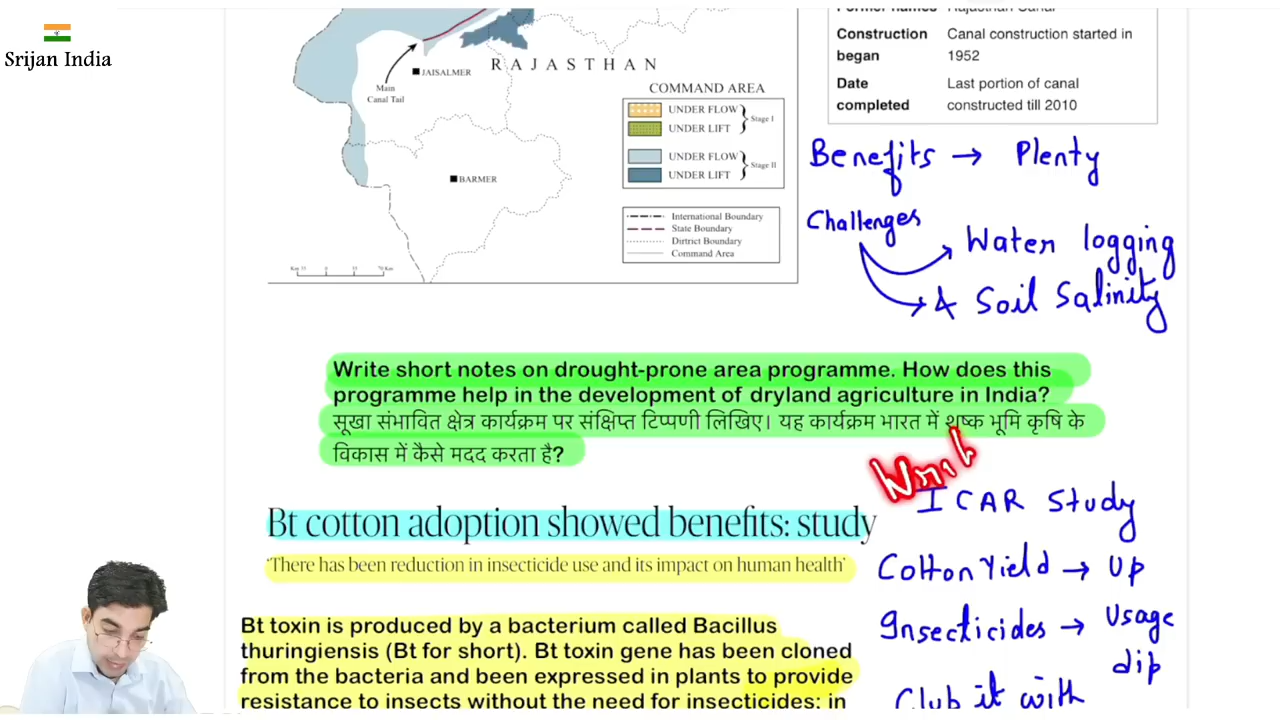 Srijan India
Former names Rajasthan Canal
Construction began Canal construction started in 1952
Date completed Last portion of canal constructed till 2010
RAJASTHAN
JAISALMER
Main Canal Tail
BARMER
COMMAND AREA
UNDER FLOW
UNDER LIFT
Stage I
UNDER FLOW
UNDER LIFT
Stage II
International Boundary
State Boundary
Dirtrict Boundary
Command Area
Benefits → Plenty
Challenges
Water logging
& Soil Salinity
Write short notes on drought-prone area programme. How does this
programme help in the development of dryland agriculture in India?
सूखा संभावित क्षेत्र कार्यक्रम पर संक्षिप्त टिप्पणी लिखिए। यह कार्यक्रम भारत में शुष्क भूमि कृषि के
विकास में कैसे मदद करता है?
Bt cotton adoption showed benefits: study
'There has been reduction in insecticide use and its impact on human health'
ICAR Study
Cotton Yield → Up
Insecticides → Usage dip
Club it with
Bt toxin is produced by a bacterium called Bacillus
thuringiensis (Bt for short). Bt toxin gene has been cloned
from the bacteria and been expressed in plants to provide
resistance to insects without the need for insecticides; in